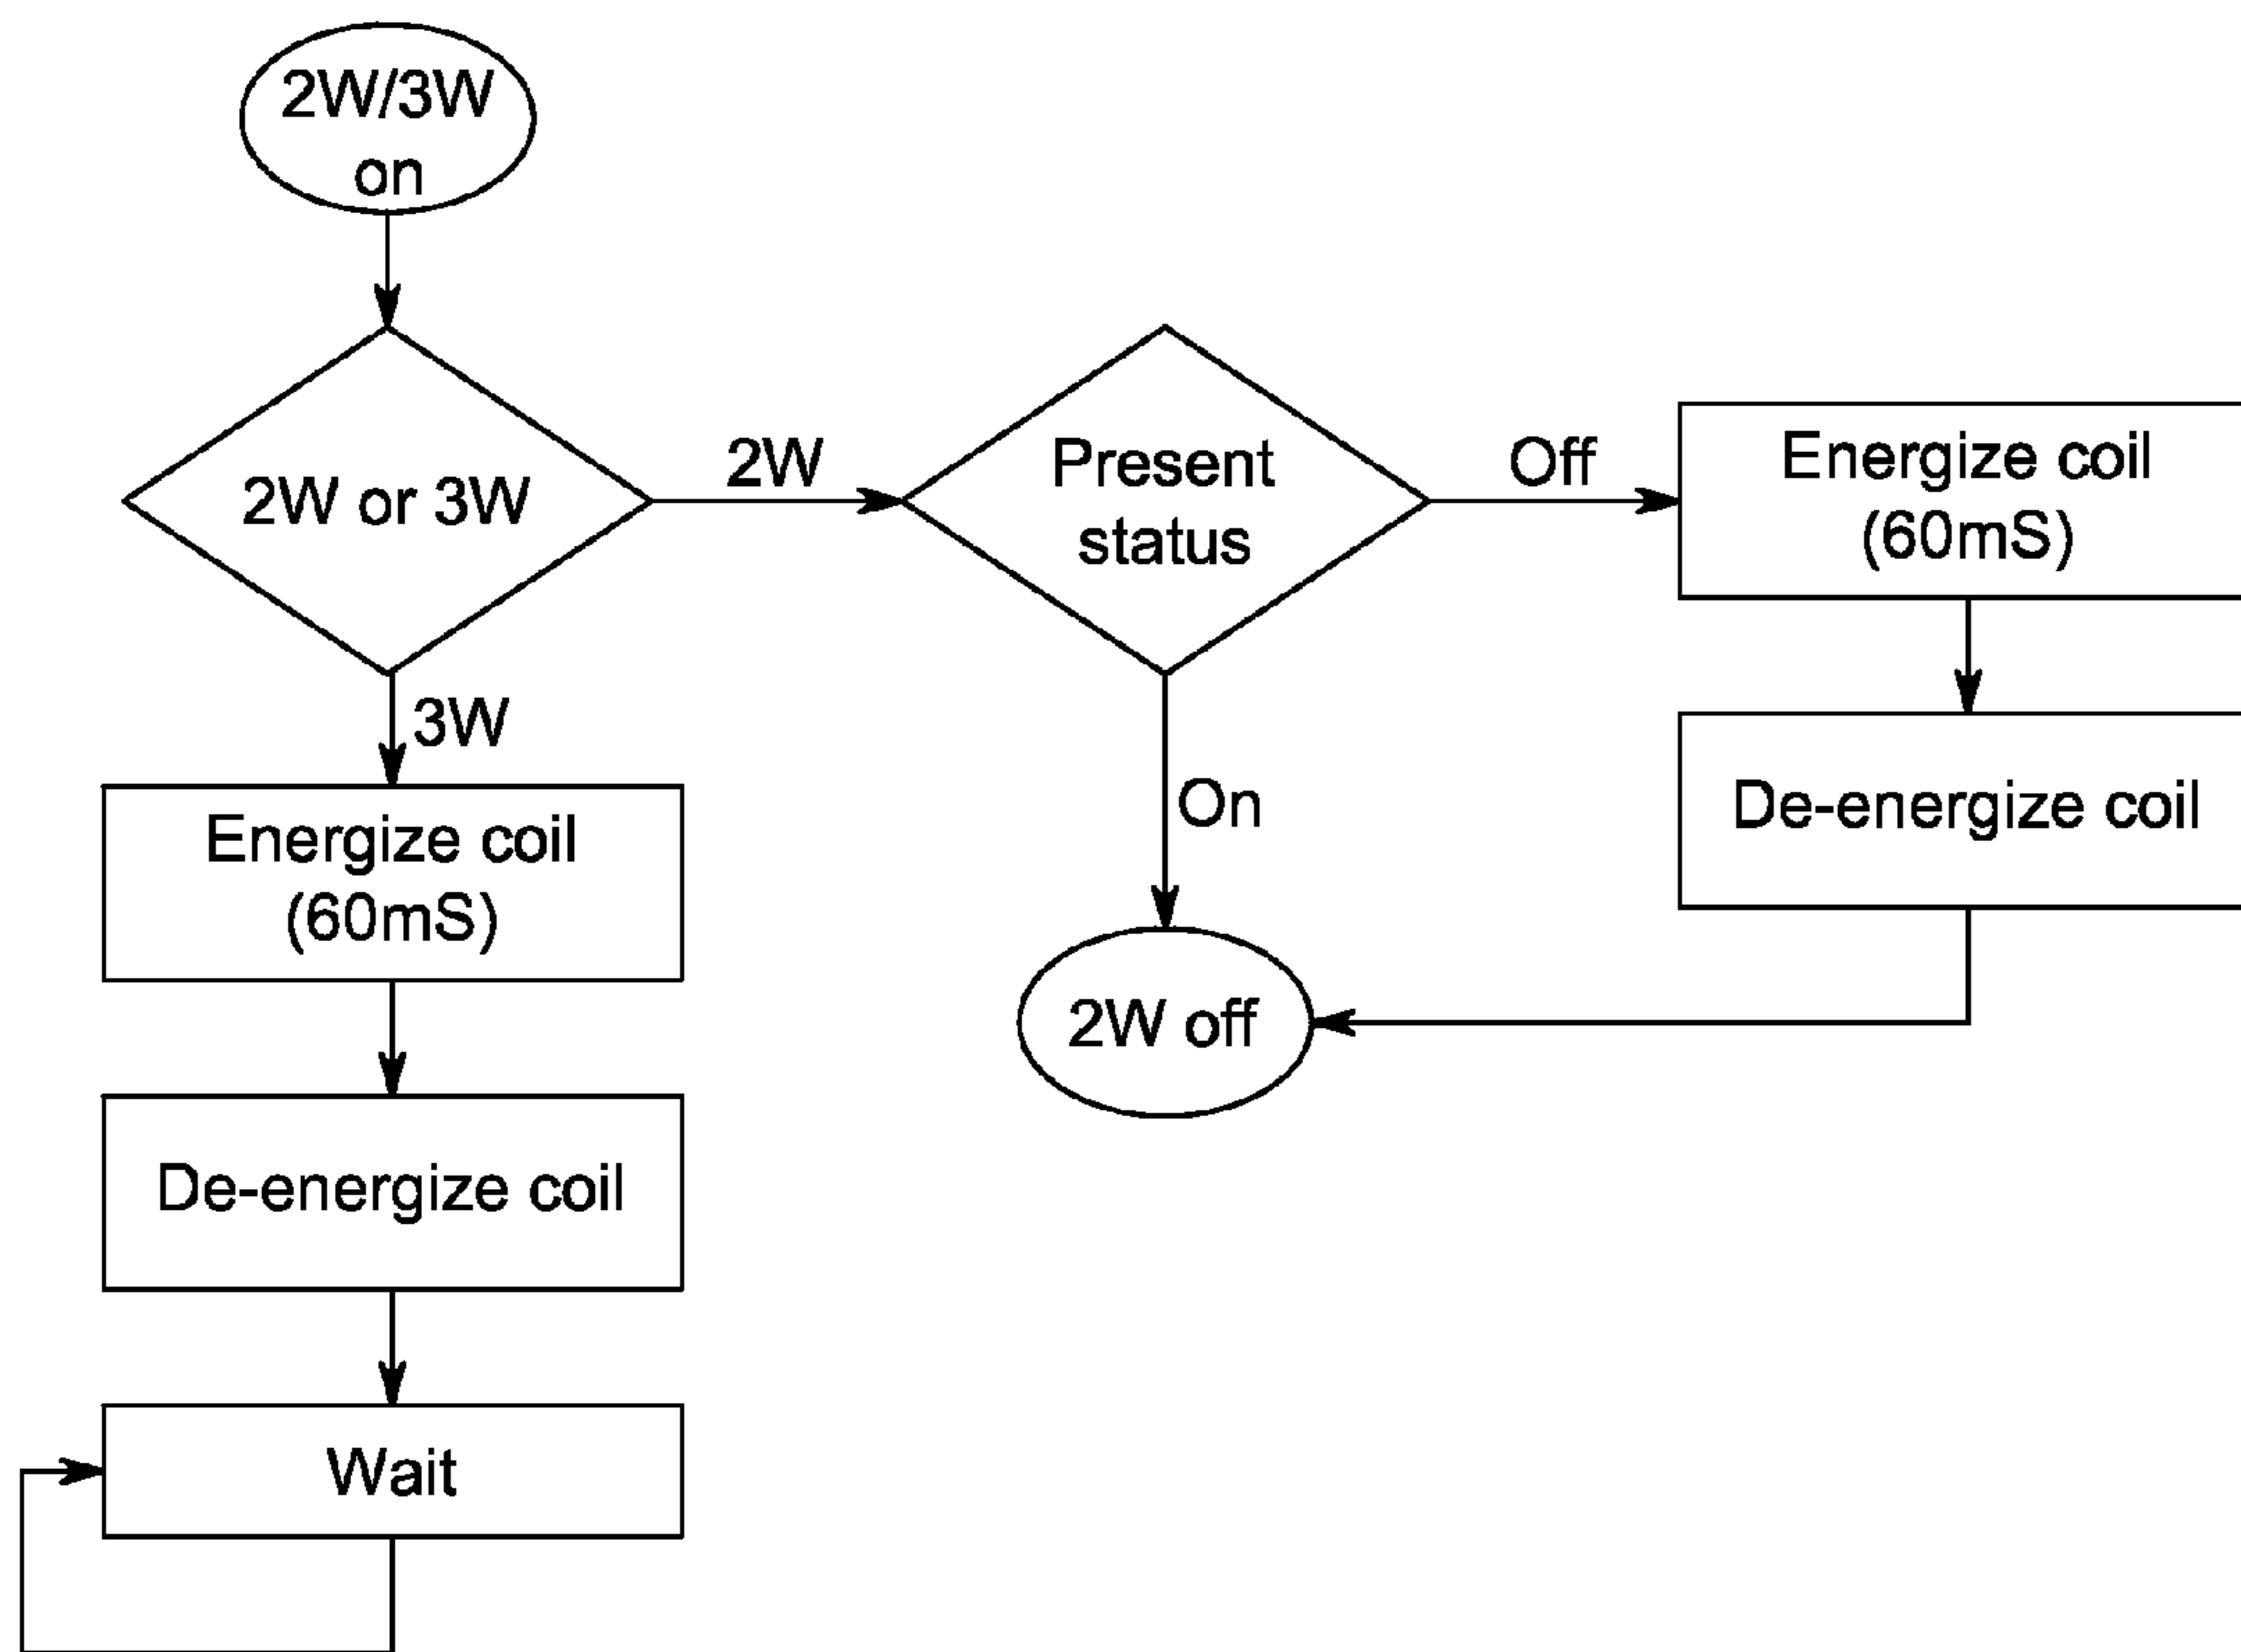 2W/3W
on
2W or 3W
2W
Present
status
Off
Energize coil
(60mS)
De-energize coil
On
2W off
3W
Energize coil
(60mS)
De-energize coil
Wait